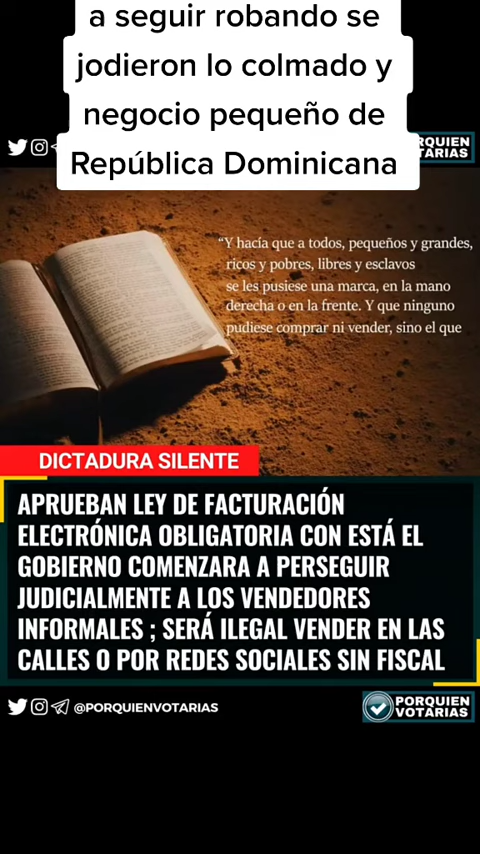 a seguir robando se
jodieron lo colmado y
negocio pequeño de
República Dominicana
RQUIEN
TARIAS
“Y hacía que a todos, pequeños y grandes,
ricos y pobres, libres y esclavos
se les pusiese una marca, en la mano
derecha o en la frente. Y que ninguno
pudiese comprar ni vender, sino el que
DICTADURA SILENTE
APRUEBAN LEY DE FACTURACIÓN
ELECTRÓNICA OBLIGATORIA CON ESTÁ EL
GOBIERNO COMENZARA A PERSEGUIR
JUDICIALMENTE A LOS VENDEDORES
INFORMALES ; SERÁ ILEGAL VENDER EN LAS
CALLES O POR REDES SOCIALES SIN FISCAL
@PORQUIENVOTARIAS
PORQUIEN
VOTARIAS